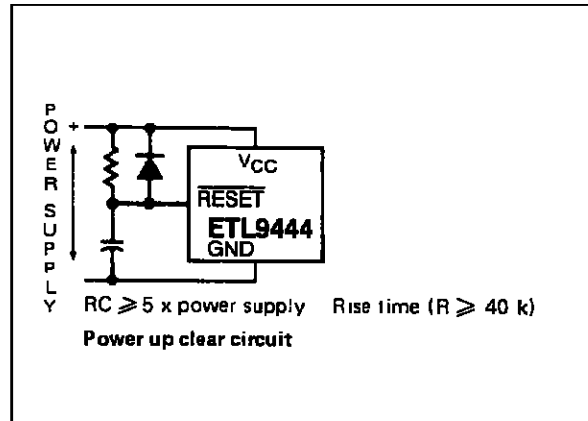 POWER SUPPLY
+
VCC
RESET
ETL9444
GND
RC ⩾ 5 x power supply Rise time (R ⩾ 40 k)
Power up clear circuit